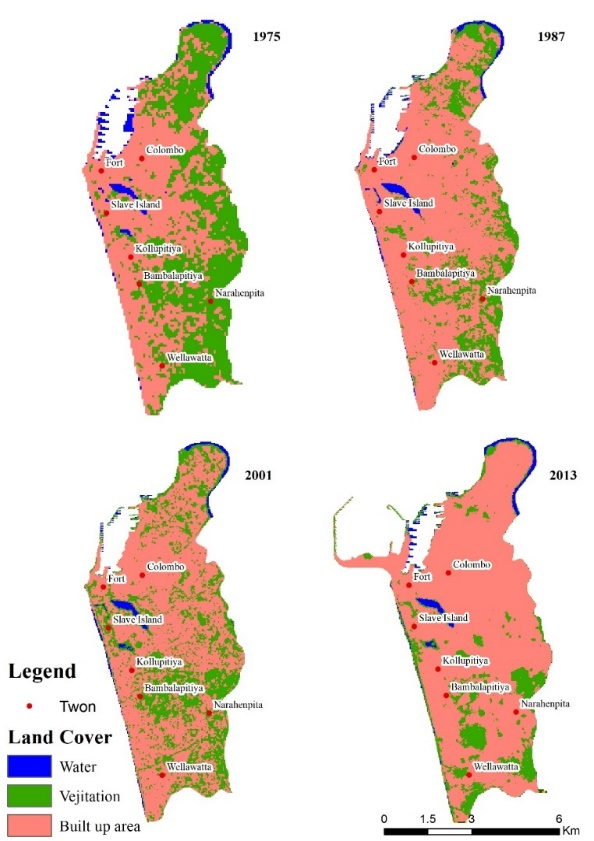 1975
Colombo
Fort
Slave Island
Kollupitiya
Bambalapitiya
Narahenpita
Wellawatta
1987
Colombo
Fort
Slave Island
Kollupitiya
Bambalapitiya
Narahenpita
Wellawatta
2001
Colombo
Fort
Slave Island
Kollupitiya
Bambalapitiya
Narahenpita
Wellawatta
2013
Colombo
Fort
Slave Island
Kollupitiya
Bambalapitiya
Narahenpita
Wellawatta
Legend
Twon
Land Cover
Water
Vejitation
Built up area
0 1.5 3 6
Km